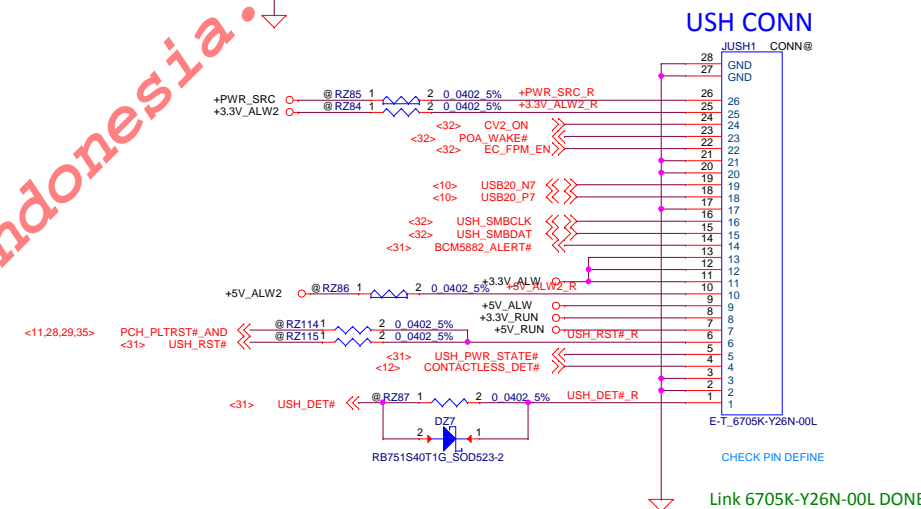 USH CONN
JUSH1 CONN@
28 GND
27 GND
+PWR_SRC @ RZ85 1 2 0_0402_5% +PWR_SRC_R 26 26
+3.3V_ALW2 @ RZ84 1 2 0_0402_5% +3.3V_ALW2_R 25 25
<32> CV2_ON 24 24
<32> POA_WAKE# 23 23
<32> EC_FPM_EN 22 22
21 21
20 20
<10> USB20_N7 19 19
<10> USB20_P7 18 18
17 17
<32> USH_SMBCLK 16 16
<32> USH_SMBDAT 15 15
<31> BCM5882_ALERT# 14 14
13 13
12 12
+3.3V_ALW 11 11
+5V_ALW2 @ RZ86 1 2 0_0402_5% +5V_ALW2_R 10 10
+5V_ALW 9 9
+3.3V_RUN 8 8
+5V_RUN 7 7
<11,28,29,35> PCH_PLTRST#_AND @ RZ114 1 2 0_0402_5% USH_RST#_R
<31> USH_RST# @ RZ115 1 2 0_0402_5% 6 6
<31> USH_PWR_STATE# 5 5
<12> CONTACTLESS_DET# 4 4
3 3
2 2
<31> USH_DET# @ RZ87 1 2 0_0402_5% USH_DET#_R 1 1
E-T_6705K-Y26N-00L
DZ7
2 1
RB751S40T1G_SOD523-2
CHECK PIN DEFINE
Link 6705K-Y26N-00L DONE
ndonesia.